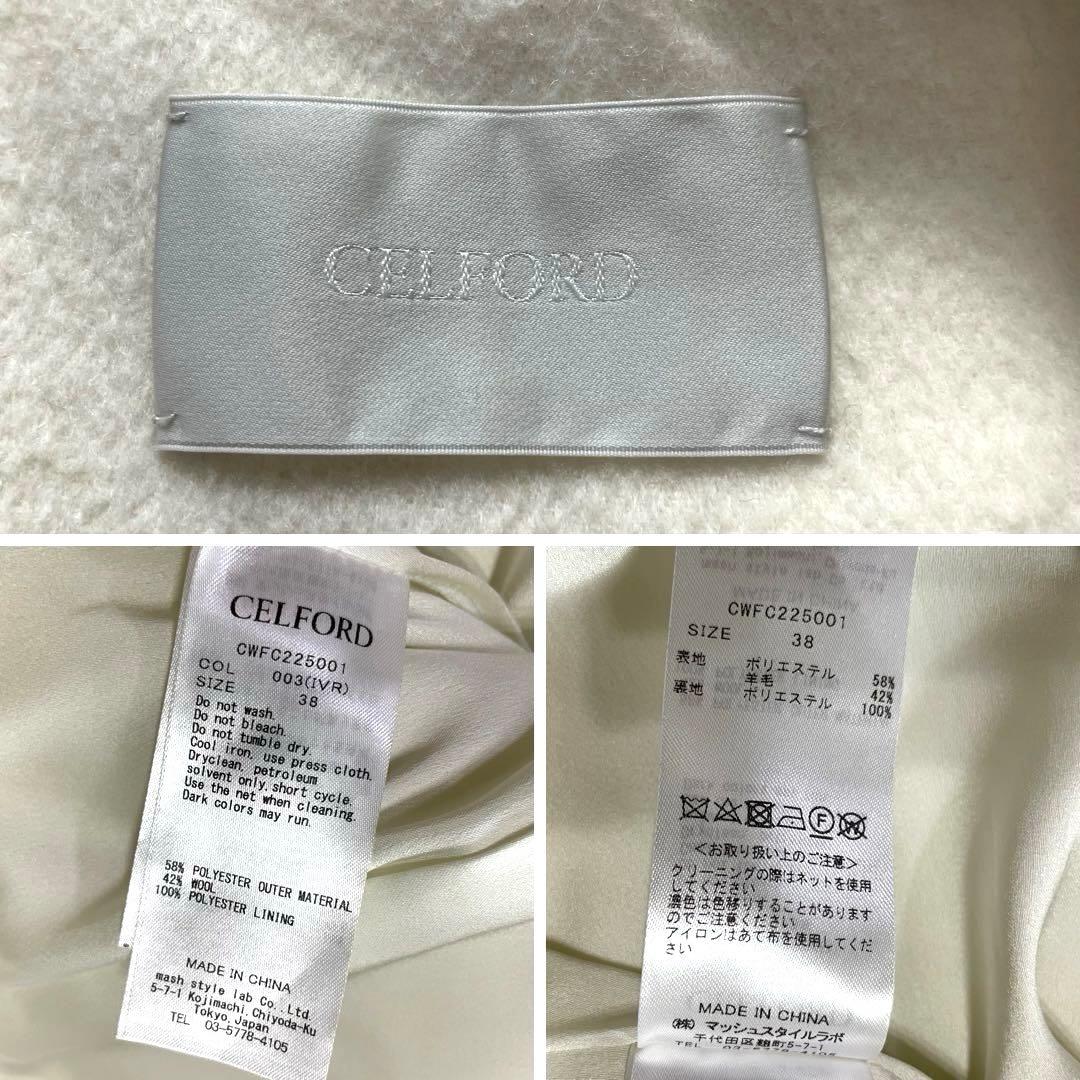 CELFORD
CELFORD
CWFC225001
COL 003(IVR)
SIZE 38
Do not wash.
Do not bleach.
Do not tumble dry.
Cool iron, use press cloth.
Dryclean, petroleum
solvent only,short cycle.
Use the net when cleaning.
Dark colors may run.
58% POLYESTER OUTER MATERIAL
42% WOOL
100% POLYESTER LINING
MADE IN CHINA
mash style lab Co., Ltd.
5-7-1 Kojimachi,Chiyoda-Ku
Tokyo,Japan
TEL 03-5778-4105
CWFC225001
SIZE 38
表地 ポリエステル 58%
羊毛 42%
裏地 ポリエステル 100%
<お取り扱い上のご注意>
クリーニングの際はネットを使用
してください
濃色は色移りすることがあります
のでご注意ください
アイロンはあて布を使用してくだ
さい
MADE IN CHINA
(株) マッシュスタイルラボ
千代田区麹町5-7-1
TEL 03-5778-4105